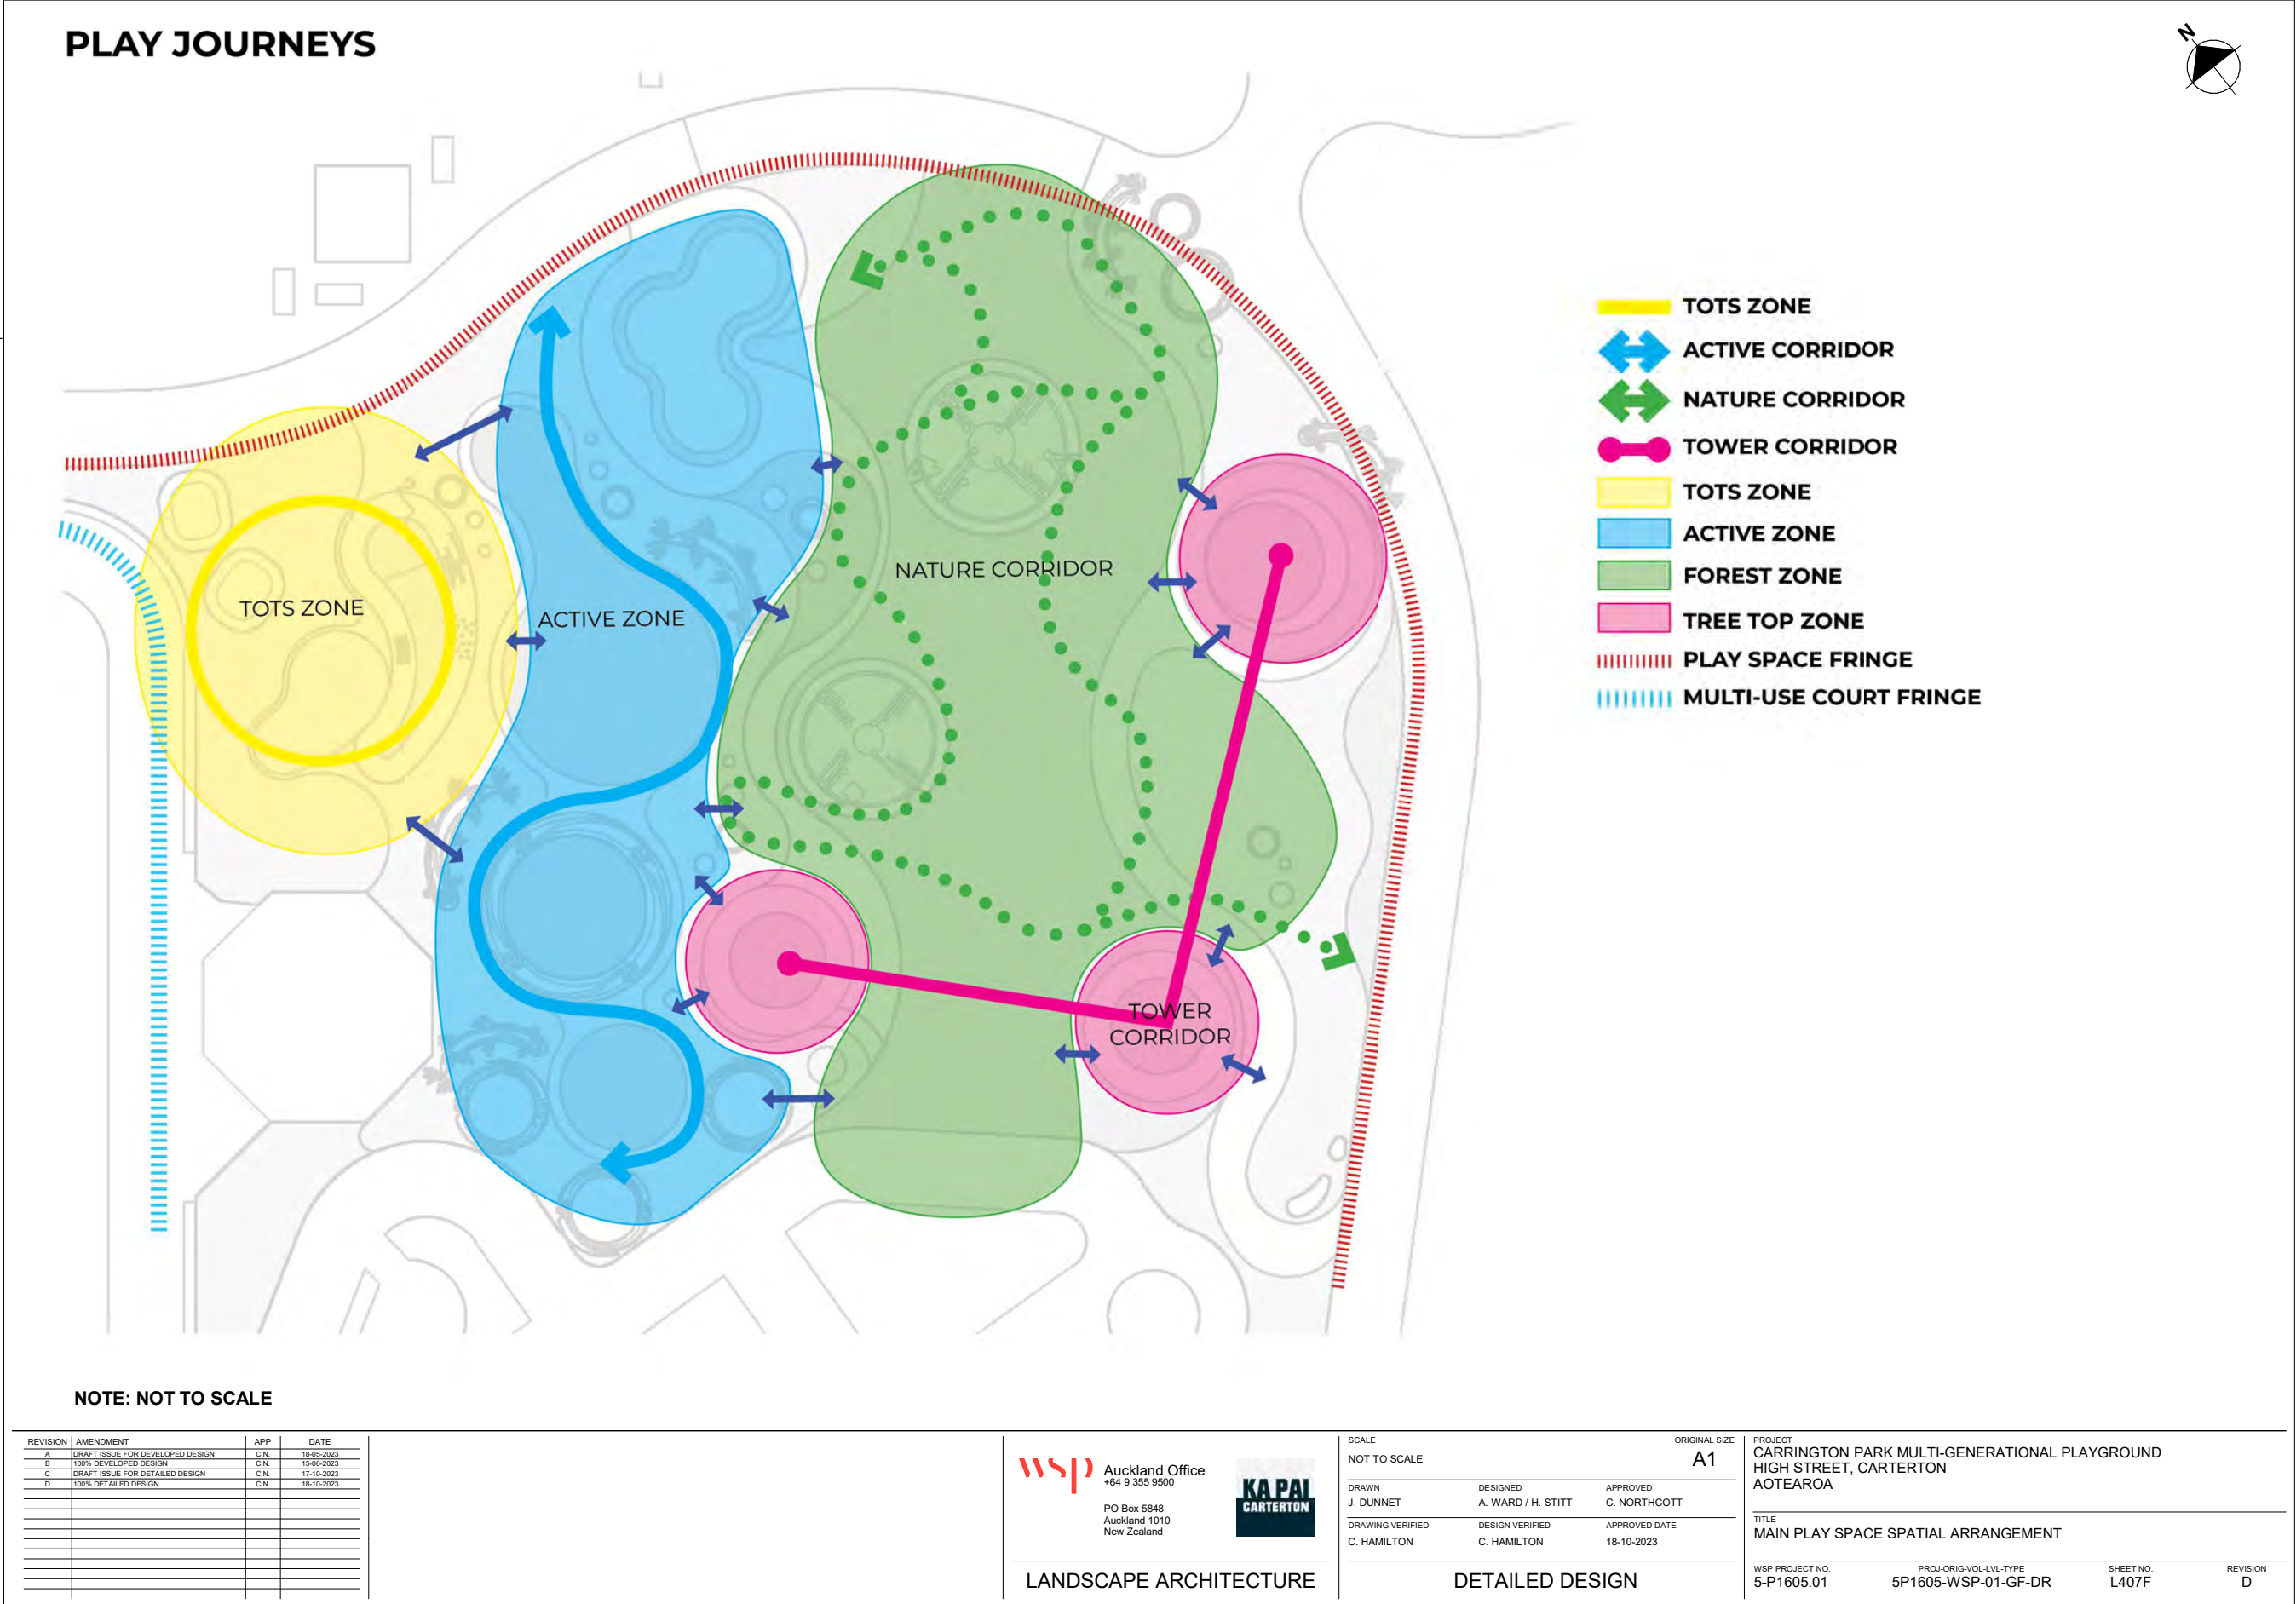 PLAY JOURNEYS
N
TOTS ZONE
ACTIVE CORRIDOR
NATURE CORRIDOR
TOWER CORRIDOR
TOTS ZONE
ACTIVE ZONE
FOREST ZONE
TREE TOP ZONE
PLAY SPACE FRINGE
MULTI-USE COURT FRINGE
NATURE CORRIDOR
TOTS ZONE
ACTIVE ZONE
TOWER
CORRIDOR
NOTE: NOT TO SCALE
REVISION AMENDMENT APP DATE
A DRAFT ISSUE FOR DEVELOPED DESIGN C.N. 18-05-2023
B 100% DEVELOPED DESIGN C.N. 15-06-2023
C DRAFT ISSUE FOR DETAILED DESIGN C.N. 17-10-2023
D 100% DETAILED DESIGN C.N. 18-10-2023
wsp
Auckland Office
+64 9 355 9500
PO Box 5848
Auckland 1010
New Zealand
KA PAI
CARTERTON
LANDSCAPE ARCHITECTURE
SCALE ORIGINAL SIZE
NOT TO SCALE A1
DRAWN DESIGNED APPROVED
J. DUNNET A. WARD / H. STITT C. NORTHCOTT
DRAWING VERIFIED DESIGN VERIFIED APPROVED DATE
C. HAMILTON C. HAMILTON 18-10-2023
DETAILED DESIGN
PROJECT
CARRINGTON PARK MULTI-GENERATIONAL PLAYGROUND
HIGH STREET, CARTERTON
AOTEAROA
TITLE
MAIN PLAY SPACE SPATIAL ARRANGEMENT
WSP PROJECT NO. PROJ-ORIG-VOL-LVL-TYPE SHEET NO. REVISION
5-P1605.01 5P1605-WSP-01-GF-DR L407F D